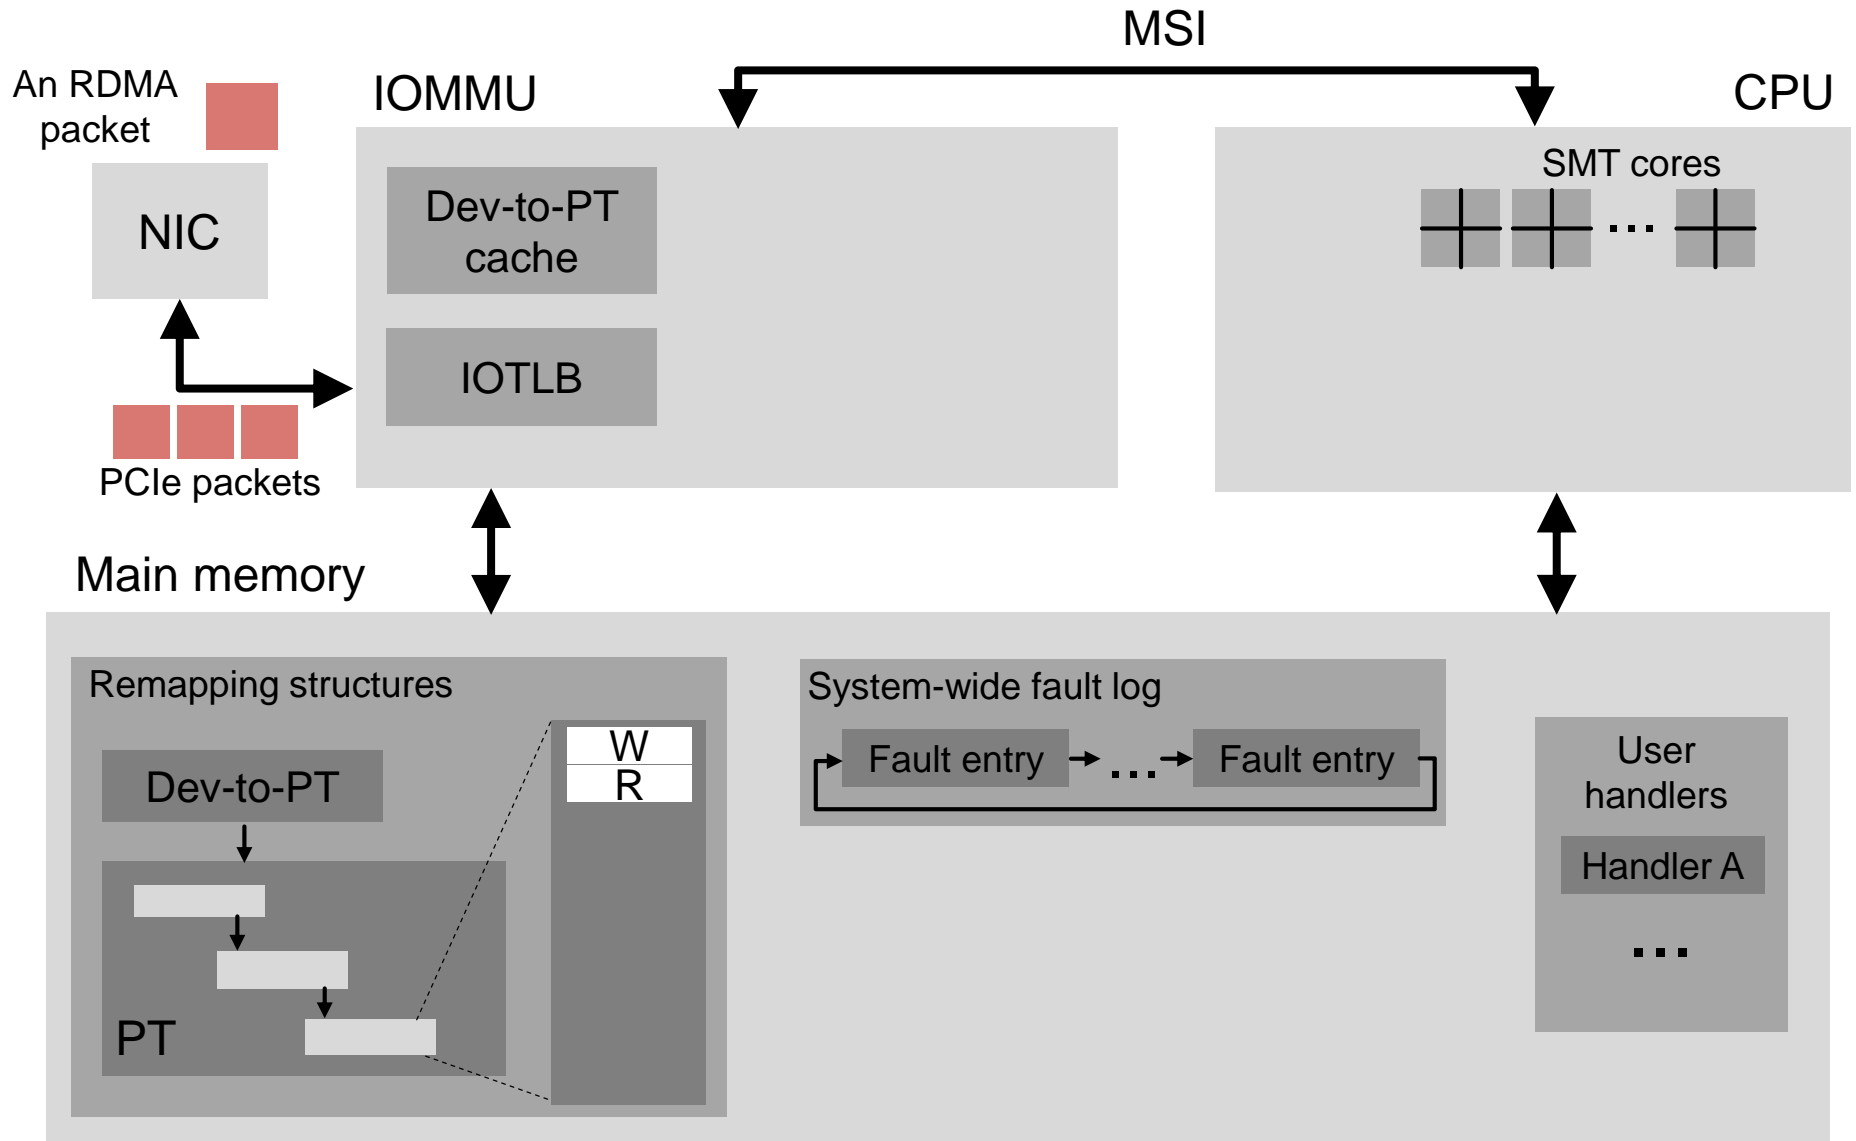 MSI
An RDMA
packet
IOMMU
CPU
SMT cores
NIC
Dev-to-PT
cache
...
IOTLB
PCIe packets
Main memory
Remapping structures
System-wide fault log
W
R
Dev-to-PT
Fault entry
...
Fault entry
User
handlers
Handler A
...
PT